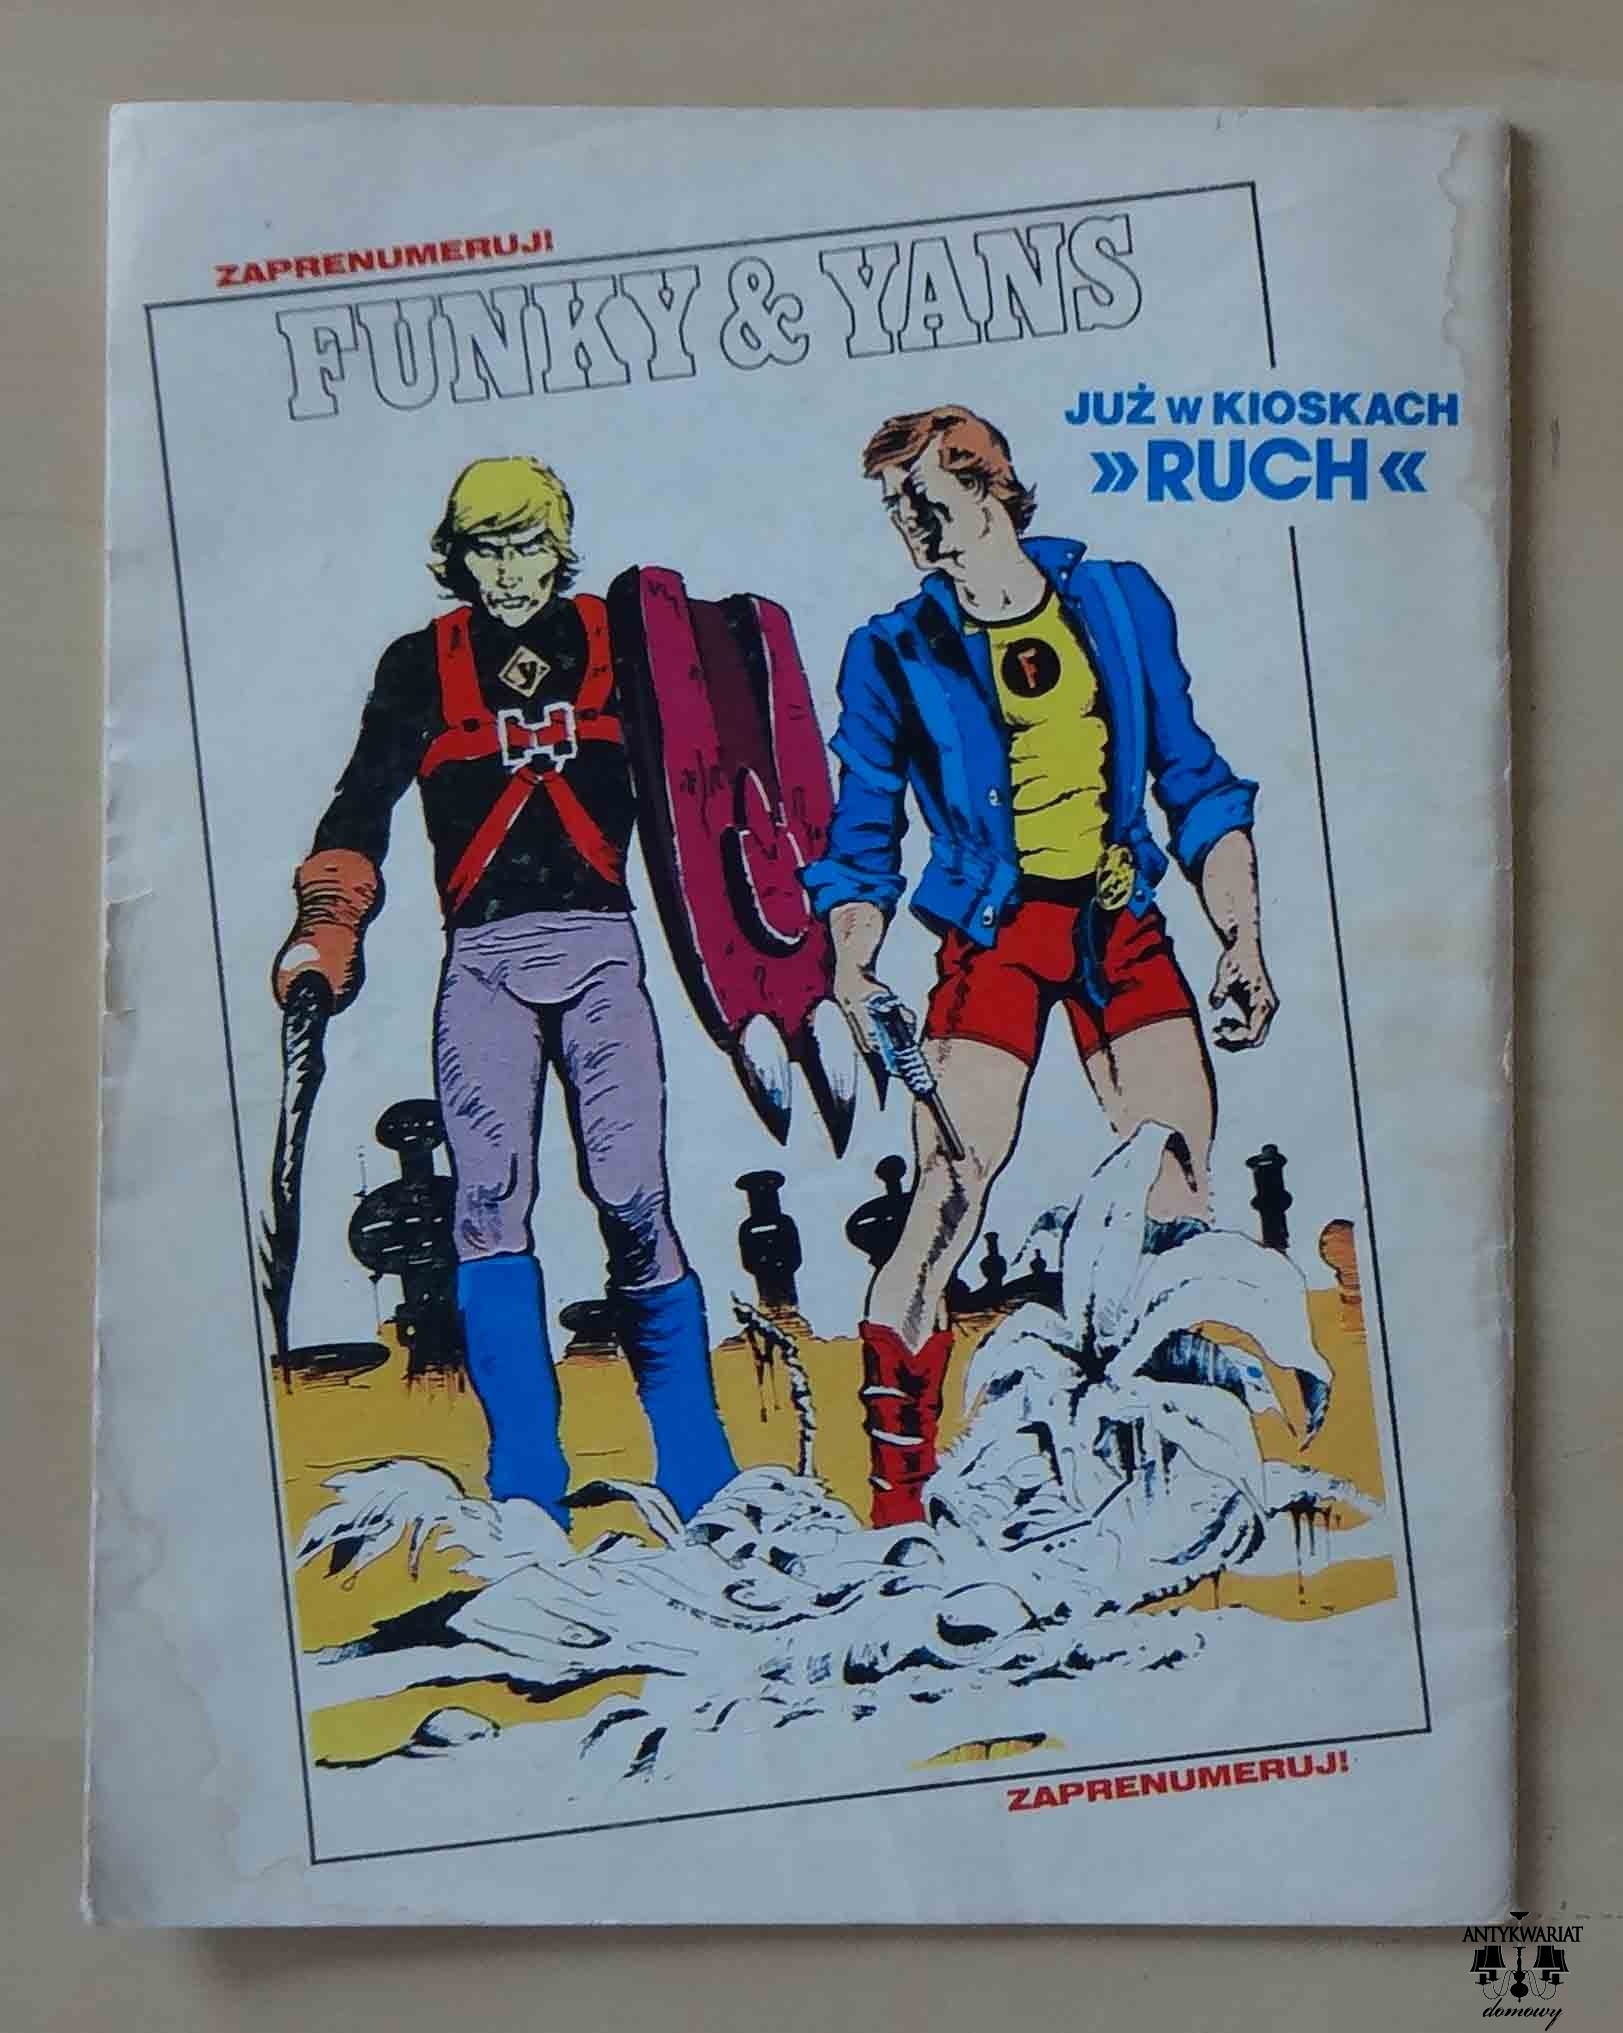 ZAPRENUMERUJ!
FUNKY & YANS
JUŻ W KIOSKACH
»RUCH«
y
F
ZAPRENUMERUJ!
ANTYKWARIAT
domowy